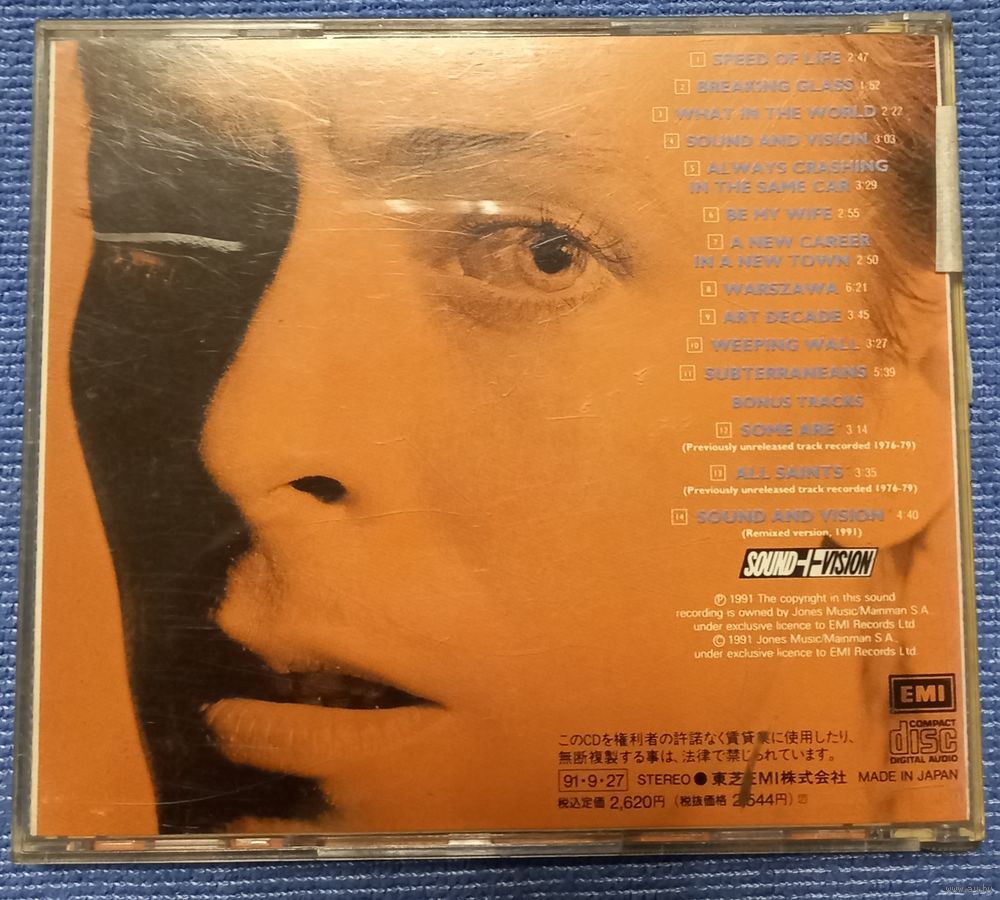 1 SPEED OF LIFE 2:47
2 BREAKING GLASS 1:52
3 WHAT IN THE WORLD 2:22
4 SOUND AND VISION 3:03
5 ALWAYS CRASHING
IN THE SAME CAR 3:29
6 BE MY WIFE 2:55
7 A NEW CAREER
IN A NEW TOWN 2:50
8 WARSZAWA 6:21
9 ART DECADE 3:45
10 WEEPING WALL 3:27
11 SUBTERRANEANS 5:39
BONUS TRACKS
12 SOME ARE* 3:14
(Previously unreleased track recorded 1976-79)
13 ALL SAINTS* 3:35
(Previously unreleased track recorded 1976-79)
14 SOUND AND VISION* 4:40
(Remixed version, 1991)
SOUND+VISION
℗ 1991 The copyright in this sound
recording is owned by Jones Music/Mainman S.A.
under exclusive licence to EMI Records Ltd.
© 1991 Jones Music/Mainman S.A.
under exclusive licence to EMI Records Ltd.
EMI
COMPACT
disc
DIGITAL AUDIO
このCDを権利者の許諾なく賃貸業に使用したり、
無断複製する事は、法律で禁じられています。
91・9・27 STEREO ● 東芝EMI株式会社 MADE IN JAPAN
税込定価 2,620円 (税抜価格 2,544円)